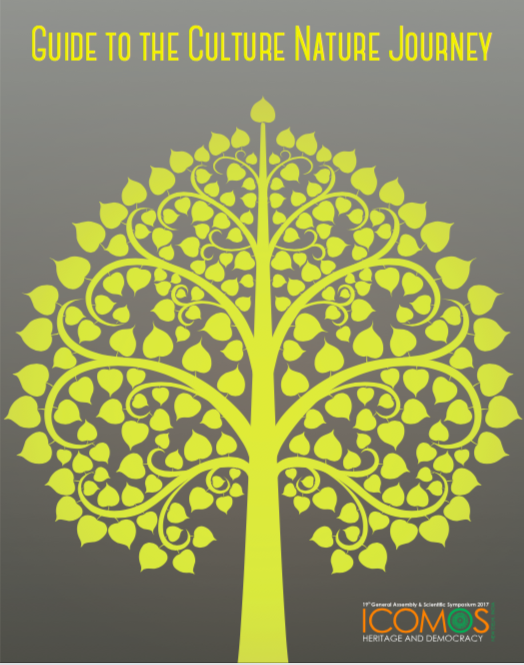 Guide to the Culture Nature Journey
19th General Assembly & Scientific Symposium 2017
ICOMOS
HERITAGE AND DEMOCRACY